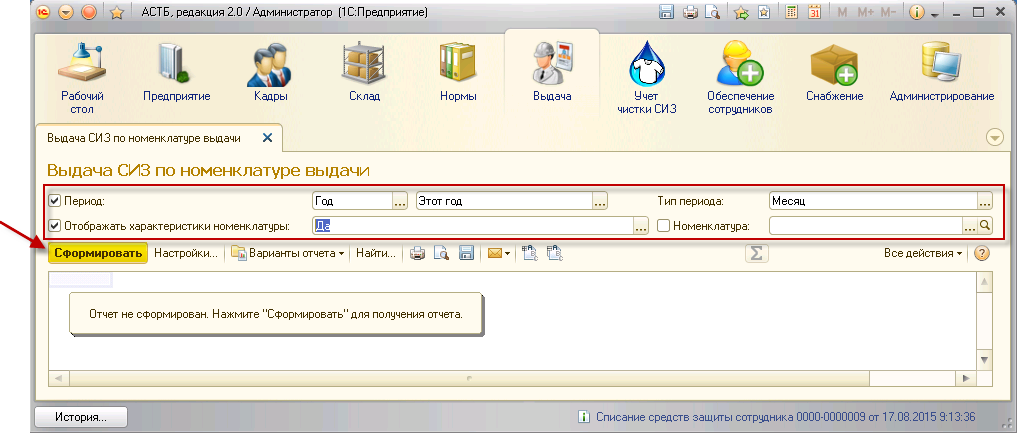 АСТБ, редакция 2.0 / Администратор (1С:Предприятие)
M M+ M-
Рабочий стол
Предприятие
Кадры
Склад
Нормы
Выдача
Учет чистки СИЗ
Обеспечение сотрудников
Снабжение
Администрирование
Выдача СИЗ по номенклатуре выдачи
Выдача СИЗ по номенклатуре выдачи
Период: Год ... Этот год ... Тип периода: Месяц ...
Отображать характеристики номенклатуры: Да ... Номенклатура: ...
Сформировать Настройки... Варианты отчета Найти... Σ Все действия ?
Отчет не сформирован. Нажмите "Сформировать" для получения отчета.
История... Списание средств защиты сотрудника 0000-0000009 от 17.08.2015 9:13:36